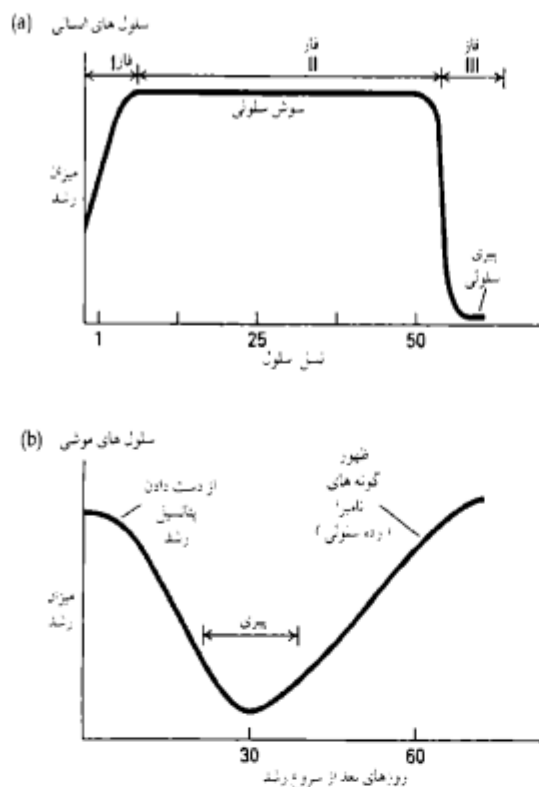 (a) سلول های انسانی
فاز I
فاز
II
فاز
III
سوش سلولی
میزان
رشد
پیری
سلولی
1 25 50
نسل سلول
(b) سلول های موشی
از دست دادن
پتانسیل
رشد
ظهور
گونه های
نامیرا
(رده سلولی)
پیری
میزان
رشد
30 60
روزهای بعد از شروع رشد